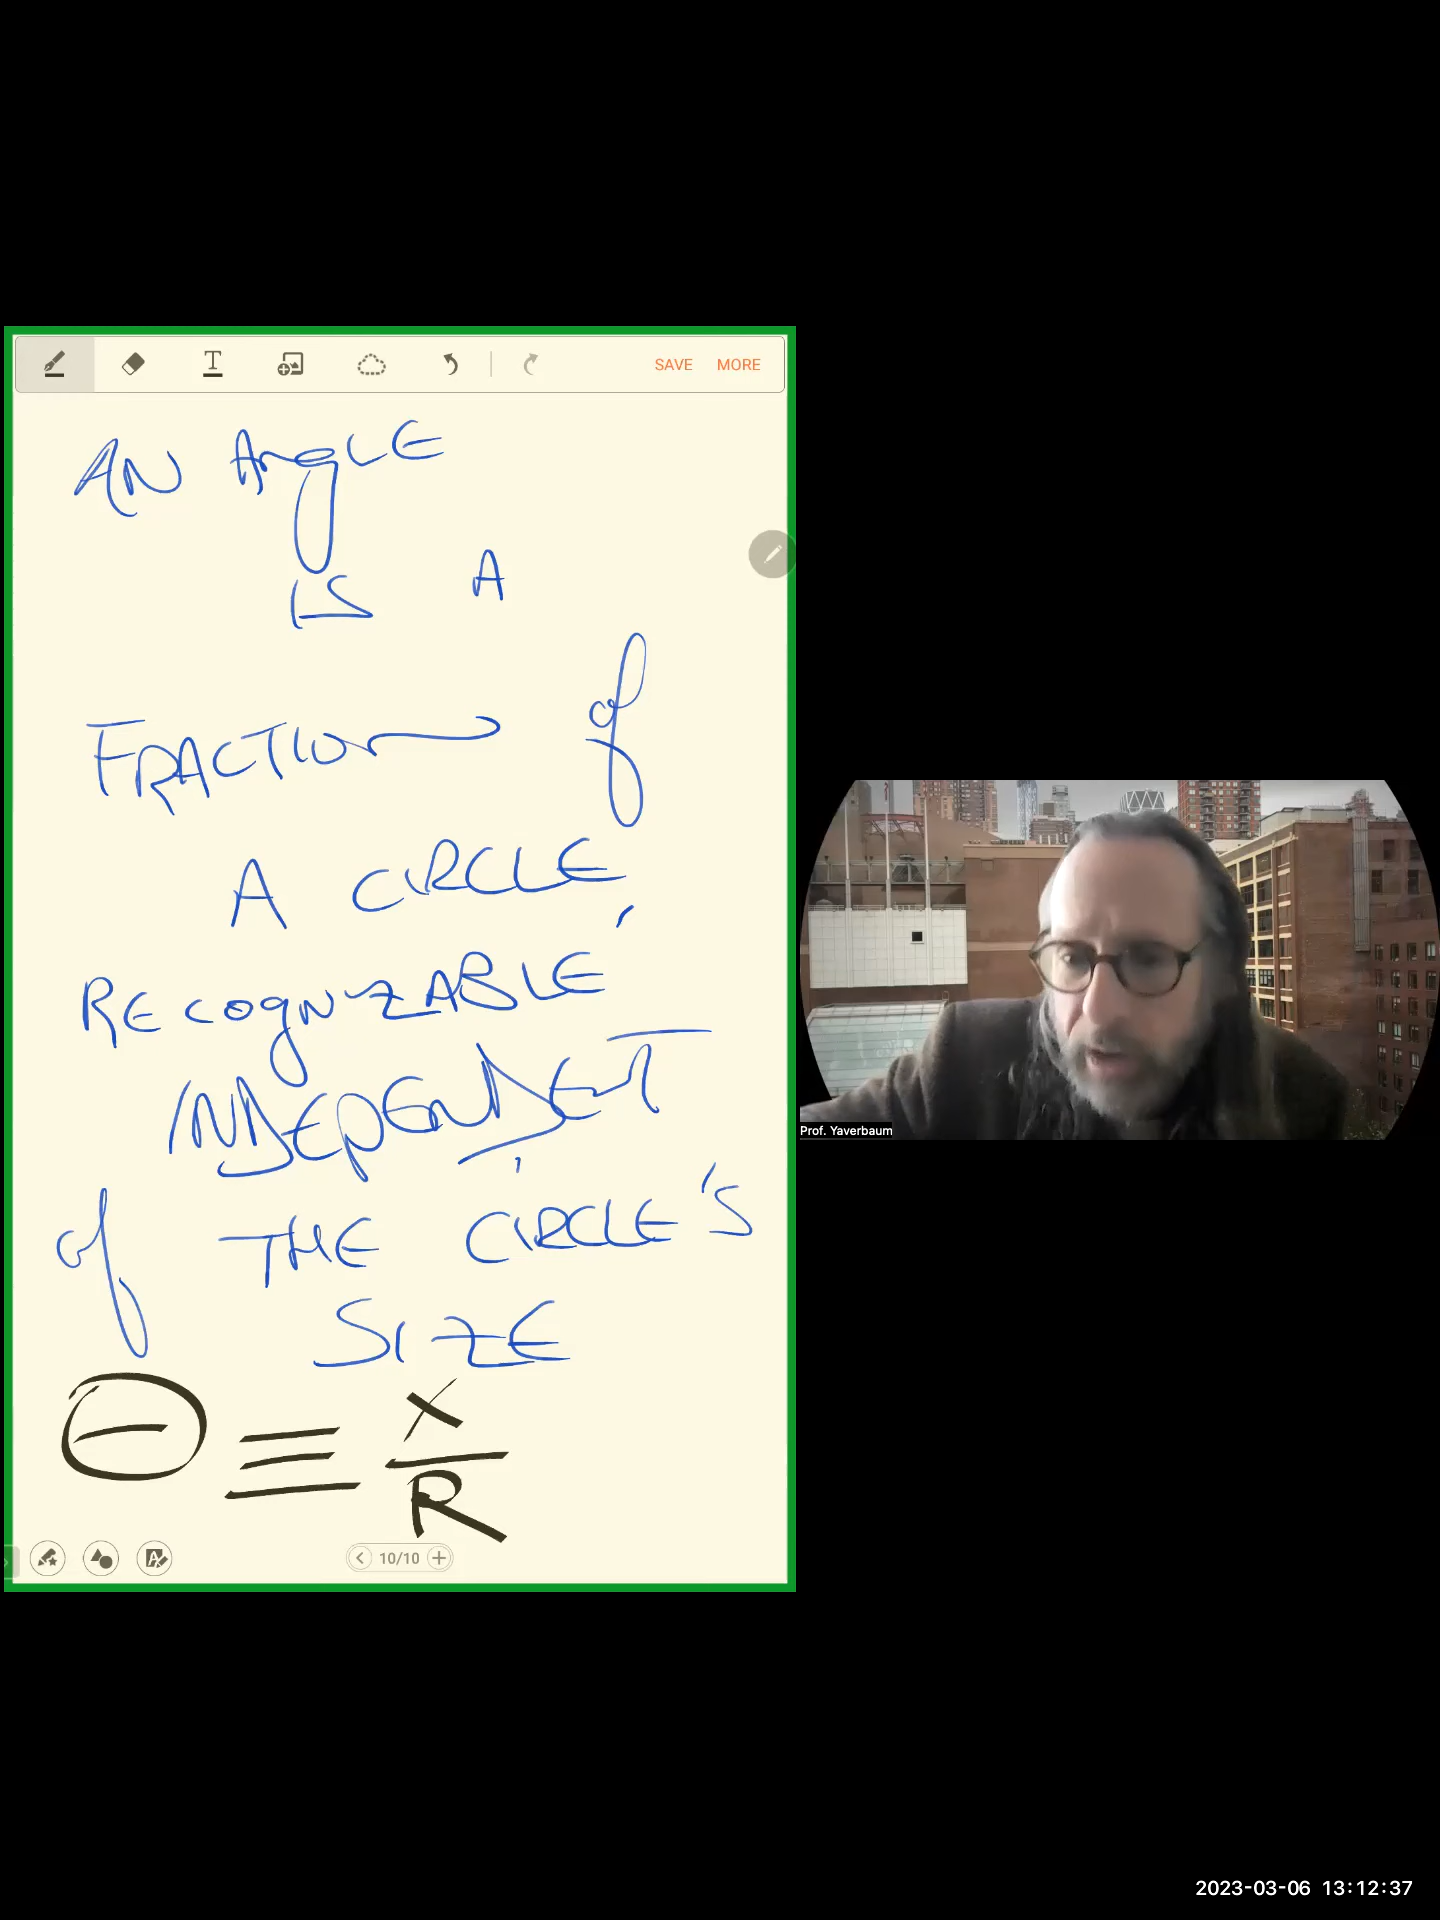 T SAVE MORE
AN AngLE
IS A
FRACTION of
A CIRCLE,
RECOgNIZABLE
INDEPENDENT
of THE CIRCLE'S
SIZE
Θ ≡ X
R
10/10
Prof. Yaverbaum
2023-03-06 13:12:37